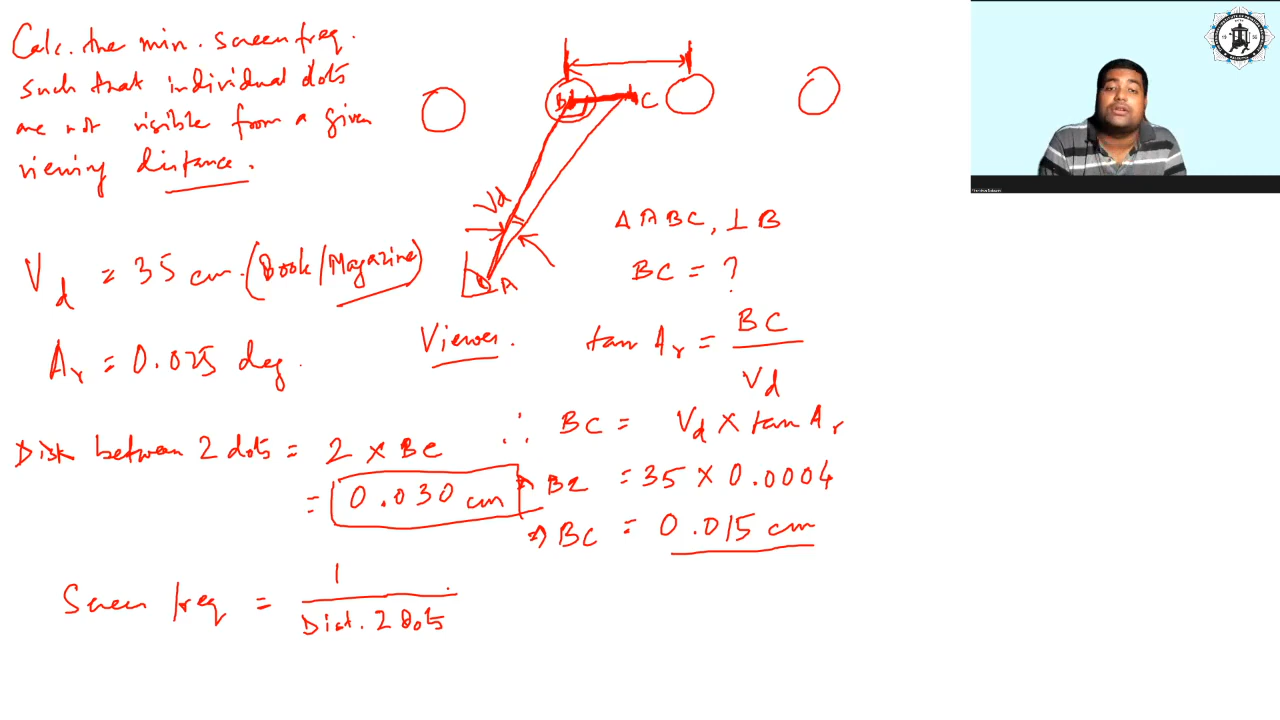 Calc. the min. screen freq.
such that individual dots
are not visible from a given
viewing distance.
B
C
Vd
A
Viewer.
Vd = 35 cm. (Book/Magazine)
Ar = 0.025 deg.
Δ ABC, ⊥ B
BC = ?
tan Ar = BC
Vd
∴ BC = Vd × tan Ar
⇒ BC = 35 × 0.0004
⇒ BC = 0.015 cm
Dist. between 2 dots = 2 × BC
= 0.030 cm
Screen freq = 1
Dist. 2 Dots